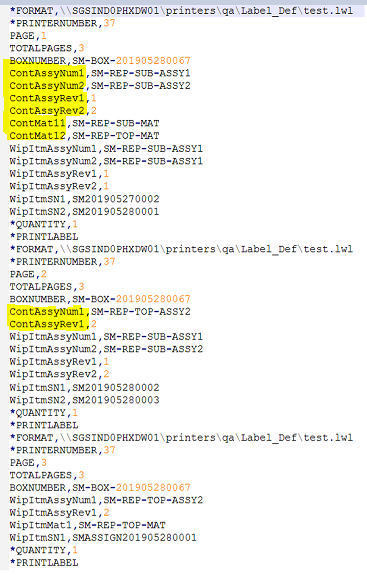 *FORMAT,\\SGSIND0PHXDW01\printers\qa\Label_Def\test.lwl
*PRINTERNUMBER,37
PAGE,1
TOTALPAGES,3
BOXNUMBER,SM-BOX-201905280067
ContAssyNum1,SM-REP-SUB-ASSY1
ContAssyNum2,SM-REP-SUB-ASSY2
ContAssyRev1,1
ContAssyRev2,2
ContMatl1,SM-REP-SUB-MAT
ContMatl2,SM-REP-TOP-MAT
WipItmAssyNum1,SM-REP-SUB-ASSY1
WipItmAssyNum2,SM-REP-SUB-ASSY1
WipItmAssyRev1,1
WipItmAssyRev2,1
WipItmSN1,SM201905270002
WipItmSN2,SM201905280001
*QUANTITY,1
*PRINTLABEL
*FORMAT,\\SGSIND0PHXDW01\printers\qa\Label_Def\test.lwl
*PRINTERNUMBER,37
PAGE,2
TOTALPAGES,3
BOXNUMBER,SM-BOX-201905280067
ContAssyNum1,SM-REP-TOP-ASSY2
ContAssyRev1,2
WipItmAssyNum1,SM-REP-SUB-ASSY1
WipItmAssyNum2,SM-REP-SUB-ASSY2
WipItmAssyRev1,1
WipItmAssyRev2,2
WipItmSN1,SM201905280002
WipItmSN2,SM201905280003
*QUANTITY,1
*PRINTLABEL
*FORMAT,\\SGSIND0PHXDW01\printers\qa\Label_Def\test.lwl
*PRINTERNUMBER,37
PAGE,3
TOTALPAGES,3
BOXNUMBER,SM-BOX-201905280067
WipItmAssyNum1,SM-REP-TOP-ASSY2
WipItmAssyRev1,2
WipItmMat1,SM-REP-TOP-MAT
WipItmSN1,SMASSIGN201905280001
*QUANTITY,1
*PRINTLABEL